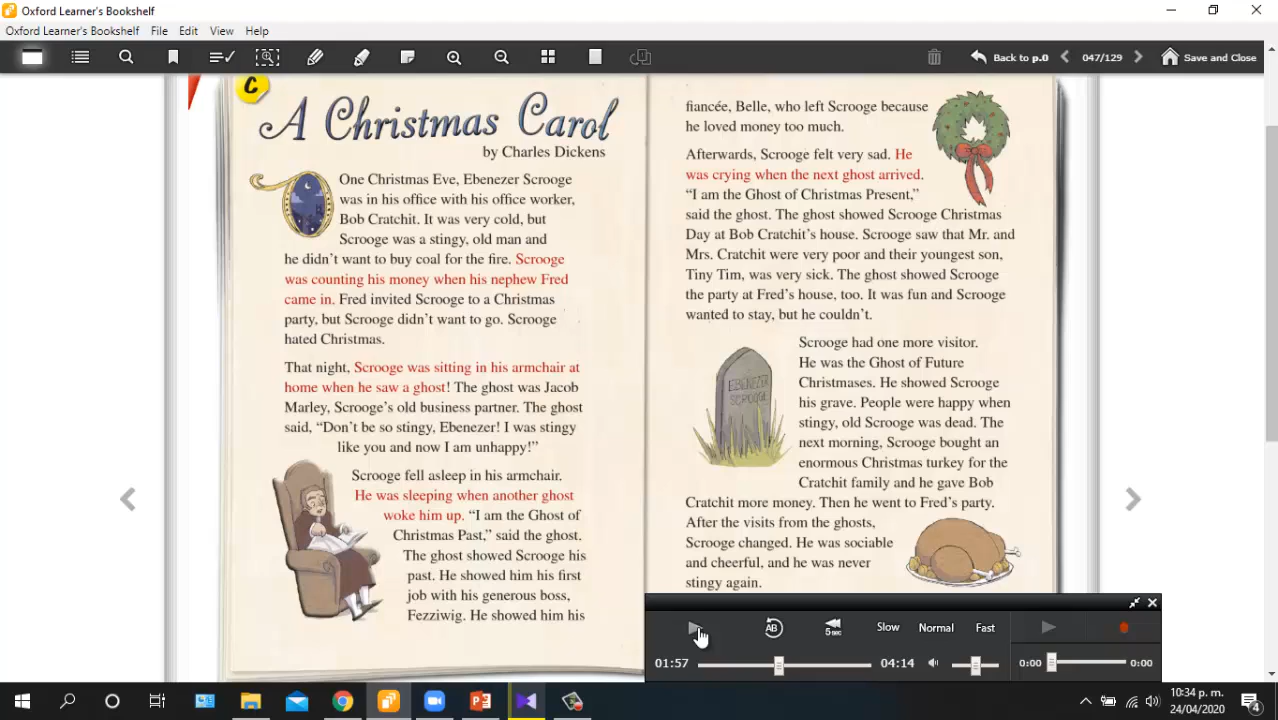 Oxford Learner's Bookshelf
Oxford Learner's Bookshelf File Edit View Help
Back to p.0 047/129 Save and Close
C
A Christmas Carol
by Charles Dickens
One Christmas Eve, Ebenezer Scrooge
was in his office with his office worker,
Bob Cratchit. It was very cold, but
Scrooge was a stingy, old man and
he didn't want to buy coal for the fire. Scrooge
was counting his money when his nephew Fred
came in. Fred invited Scrooge to a Christmas
party, but Scrooge didn't want to go. Scrooge
hated Christmas.
That night, Scrooge was sitting in his armchair at
home when he saw a ghost! The ghost was Jacob
Marley, Scrooge's old business partner. The ghost
said, “Don't be so stingy, Ebenezer! I was stingy
like you and now I am unhappy!”
Scrooge fell asleep in his armchair.
He was sleeping when another ghost
woke him up. “I am the Ghost of
Christmas Past,” said the ghost.
The ghost showed Scrooge his
past. He showed him his first
job with his generous boss,
Fezziwig. He showed him his
fiancée, Belle, who left Scrooge because
he loved money too much.
Afterwards, Scrooge felt very sad. He
was crying when the next ghost arrived.
“I am the Ghost of Christmas Present,”
said the ghost. The ghost showed Scrooge Christmas
Day at Bob Cratchit's house. Scrooge saw that Mr. and
Mrs. Cratchit were very poor and their youngest son,
Tiny Tim, was very sick. The ghost showed Scrooge
the party at Fred's house, too. It was fun and Scrooge
wanted to stay, but he couldn't.
Scrooge had one more visitor.
He was the Ghost of Future
Christmases. He showed Scrooge
his grave. People were happy when
stingy, old Scrooge was dead. The
next morning, Scrooge bought an
enormous Christmas turkey for the
Cratchit family and he gave Bob
Cratchit more money. Then he went to Fred's party.
After the visits from the ghosts,
Scrooge changed. He was sociable
and cheerful, and he was never
stingy again.
EBENEZER
SCROOGE
AB 5 sec Slow Normal Fast
01:57 04:14 0:00 0:00
10:34 p. m.
24/04/2020
4